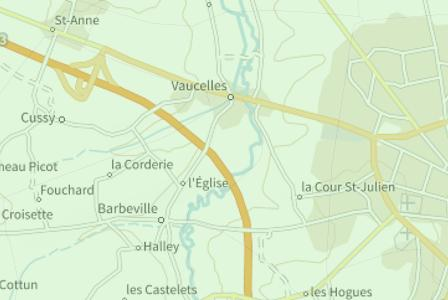 St-Anne
3
Vaucelles
Cussy
neau Picot
la Corderie
l'Église
Fouchard
la Cour St-Julien
Croisette
Barbeville
Halley
Cottun
les Castelets
les Hogues